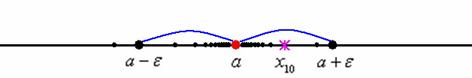 a − ε a x₁₀ a + ε